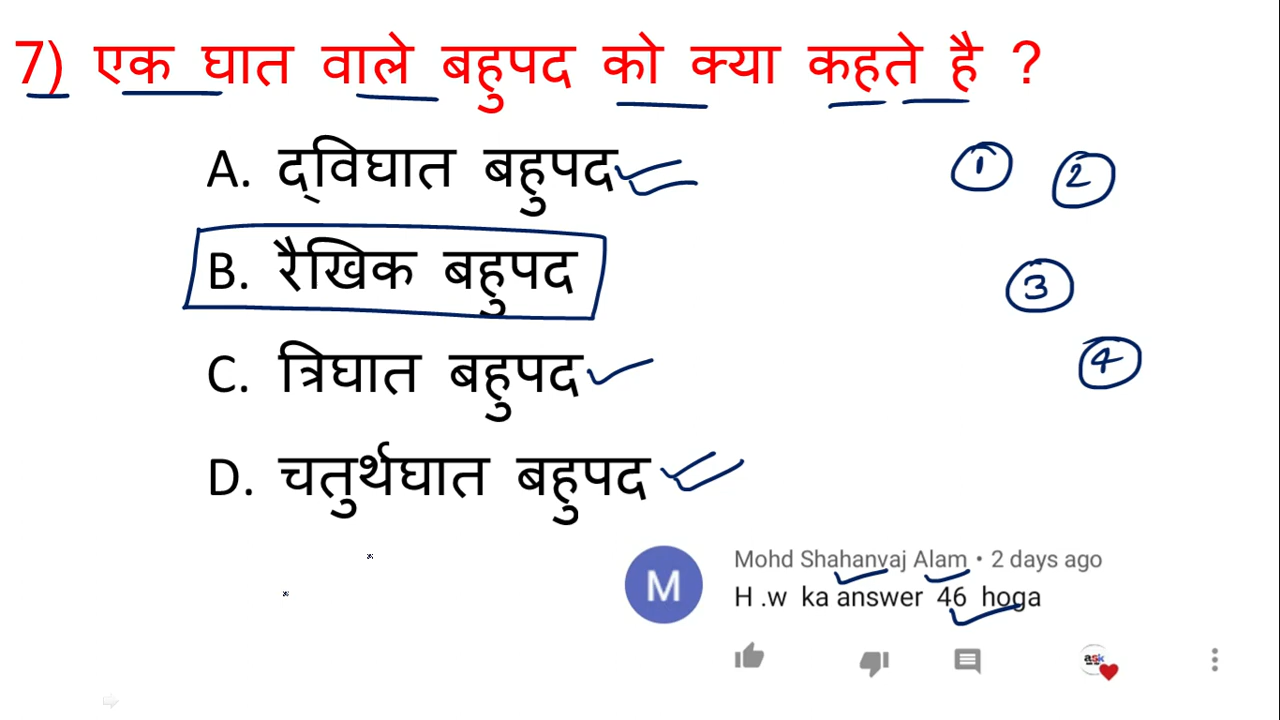 7) एक घात वाले बहुपद को क्या कहते है ?
A. द्विघात बहुपद
1 2
B. रैखिक बहुपद
3
C. त्रिघात बहुपद
4
D. चतुर्थघात बहुपद
Mohd Shahanvaj Alam • 2 days ago
M
H .w ka answer 46 hoga
ask